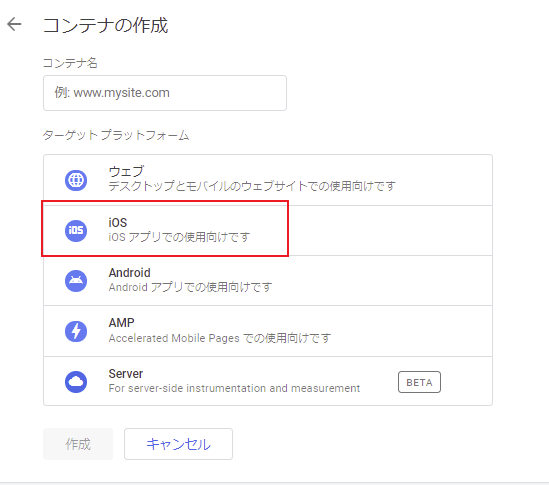 コンテナの作成
コンテナ名
例: www.mysite.com
ターゲット プラットフォーム
ウェブ
デスクトップとモバイルのウェブサイトでの使用向けです
iOS
iOS
iOS アプリでの使用向けです
Android
Android アプリでの使用向けです
AMP
Accelerated Mobile Pages での使用向けです
Server
For server-side instrumentation and measurement
BETA
作成
キャンセル